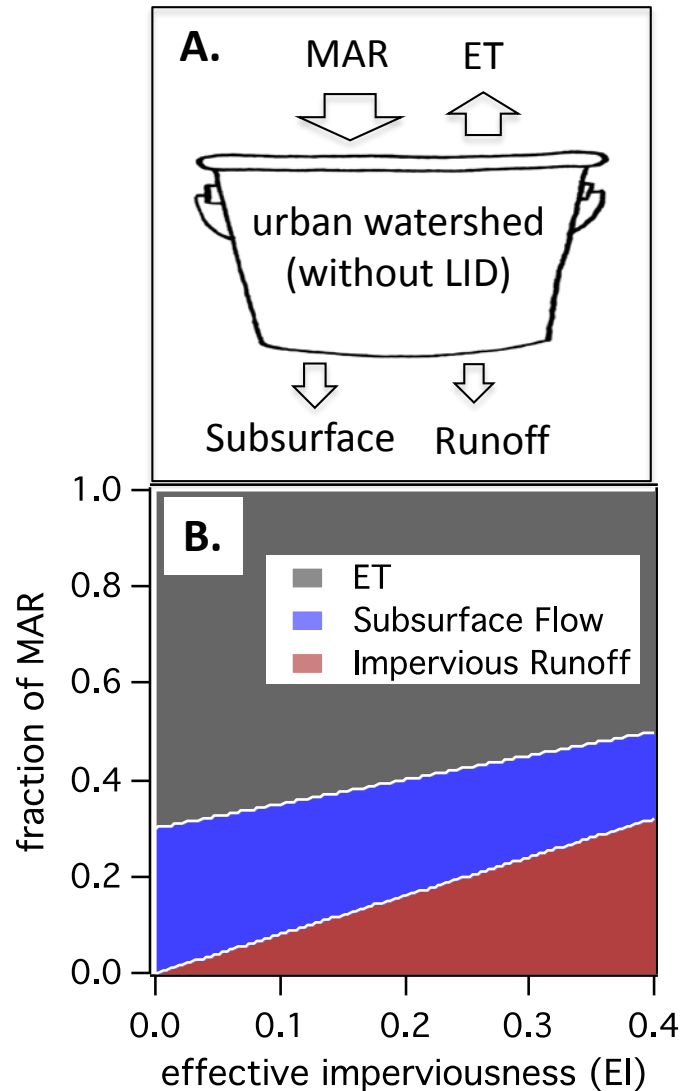 A.
MAR ET
urban watershed
(without LID)
Subsurface Runoff
B.
ET
Subsurface Flow
Impervious Runoff
fraction of MAR
1.0
0.8
0.6
0.4
0.2
0.0
0.0 0.1 0.2 0.3 0.4
effective imperviousness (EI)